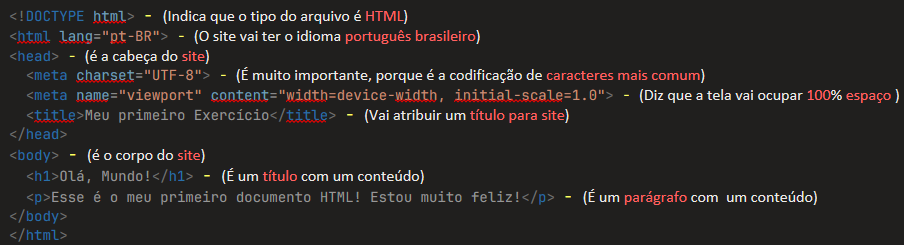 <!DOCTYPE html> - (Indica que o tipo do arquivo é HTML)
<html lang="pt-BR"> - (O site vai ter o idioma português brasileiro)
<head> - (é a cabeça do site)
<meta charset="UTF-8"> - (É muito importante, porque é a codificação de caracteres mais comum)
<meta name="viewport" content="width=device-width, initial-scale=1.0"> - (Diz que a tela vai ocupar 100% espaço )
<title>Meu primeiro Exercício</title> - (Vai atribuir um título para site)
</head>
<body> - (é o corpo do site)
<h1>Olá, Mundo!</h1> - (É um título com um conteúdo)
<p>Esse é o meu primeiro documento HTML! Estou muito feliz!</p> - (É um parágrafo com  um conteúdo)
</body>
</html>